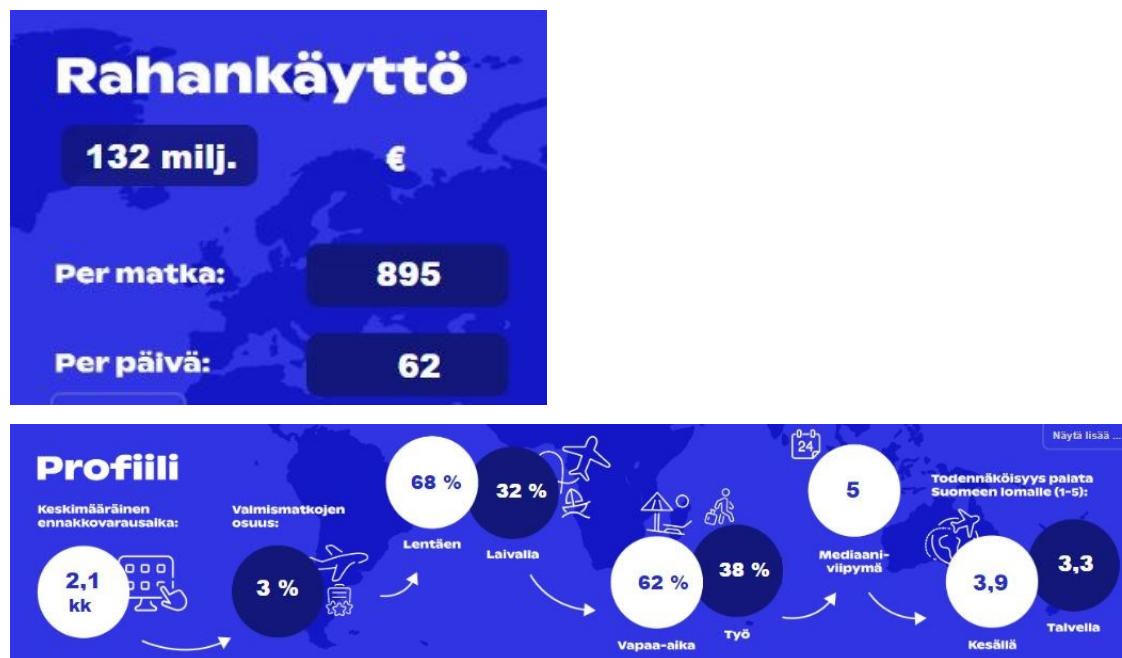 Rahankäyttö
132 milj. €
Per matka: 895
Per päivä: 62
Profiili
Keskimääräinen
ennakkovarausaika:
2,1
kk
Valmismatkojen
osuus:
3 %
68 % 32 %
Lentäen Laivalla
62 % 38 %
Vapaa-aika Työ
24
5
Mediaani-
viipymä
Näytä lisää ...
Todennäköisyys palata
Suomeen lomalle (1-5):
3,9 3,3
Kesällä Talvella